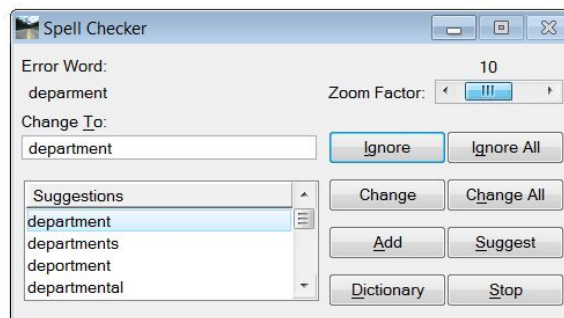 Spell Checker
Error Word:
10
deparment
Zoom Factor:
Change To:
department
Ignore
Ignore All
Suggestions
Change
Change All
department
departments
Add
Suggest
deportment
departmental
Dictionary
Stop